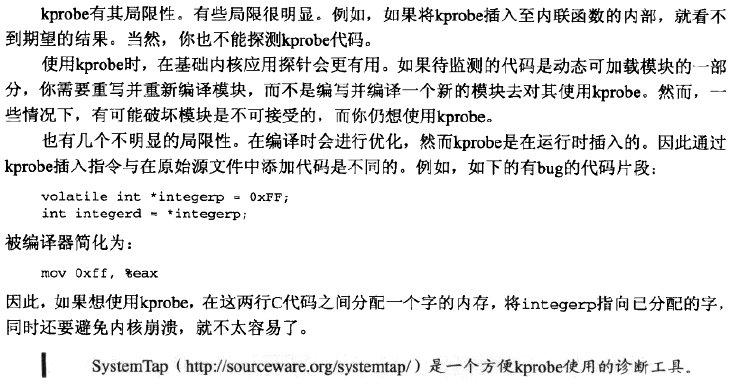 kprobe有其局限性。有些局限很明显。例如，如果将kprobe插入至内联函数的内部，就看不
到期望的结果。当然，你也不能探测kprobe代码。
使用kprobe时，在基础内核应用探针会更有用。如果待监测的代码是动态可加载模块的一部
分，你需要重写并重新编译模块，而不是编写并编译一个新的模块去对其使用kprobe。然而，一
些情况下，有可能破坏模块是不可接受的，而你仍想使用kprobe。
也有几个不明显的局限性。在编译时会进行优化，然而kprobe是在运行时插入的。因此通过
kprobe插入指令与在原始源文件中添加代码是不同的。例如，如下的有bug的代码片段：
volatile int *integerp = 0xFF;
int integerd = *integerp;
被编译器简化为：
mov 0xff, %eax
因此，如果想使用kprobe，在这两行C代码之间分配一个字的内存，将integerp指向已分配的字，
同时还要避免内核崩溃，就不太容易了。
SystemTap（http://sourceware.org/systemtap/）是一个方便kprobe使用的诊断工具。